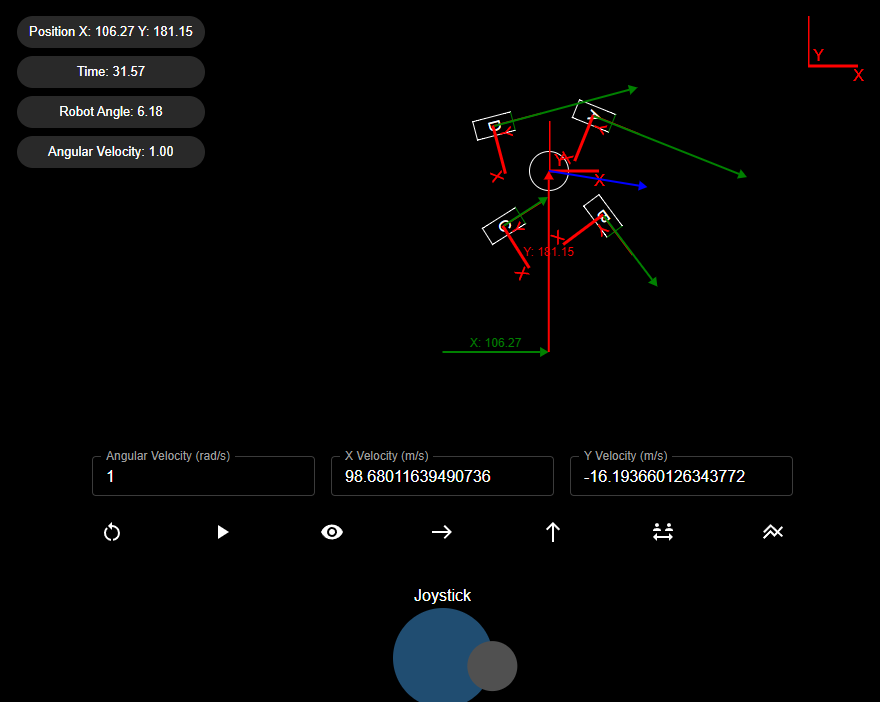 Position X: 106.27 Y: 181.15
Time: 31.57
Robot Angle: 6.18
Angular Velocity: 1.00
Y
X
D
Y
X
A
Y
X
Y
X
C
Y
X
B
Y
X
Y: 181.15
X: 106.27
Angular Velocity (rad/s)
1
X Velocity (m/s)
98.68011639490736
Y Velocity (m/s)
-16.193660126343772
Joystick